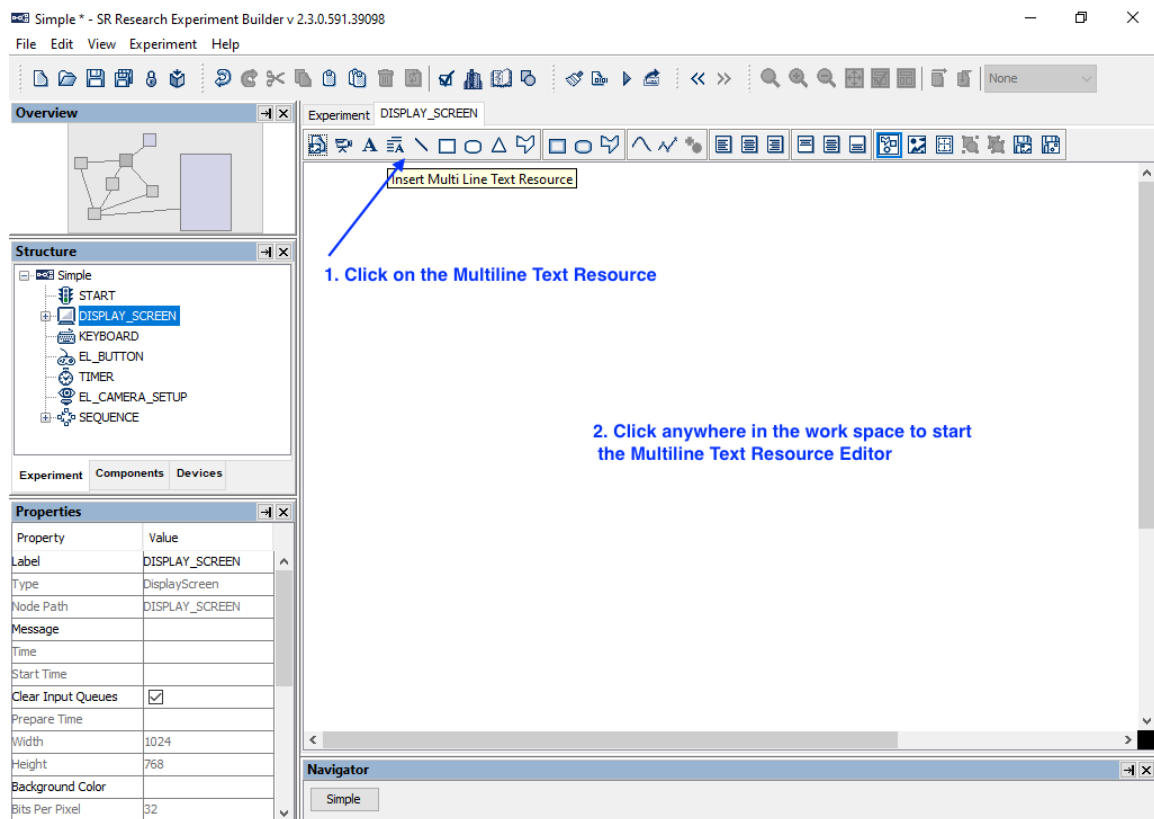 Simple * - SR Research Experiment Builder v 2.3.0.591.39098
File Edit View Experiment Help
None
Overview
Experiment DISPLAY_SCREEN
A
Insert Multi Line Text Resource
1. Click on the Multiline Text Resource
2. Click anywhere in the work space to start
the Multiline Text Resource Editor
Structure
Simple
START
DISPLAY_SCREEN
KEYBOARD
EL_BUTTON
TIMER
EL_CAMERA_SETUP
SEQUENCE
Experiment Components Devices
Properties
Property Value
Label DISPLAY_SCREEN
Type DisplayScreen
Node Path DISPLAY_SCREEN
Message
Time
Start Time
Clear Input Queues
Prepare Time
Width 1024
Height 768
Background Color
Bits Per Pixel 32
Navigator
Simple